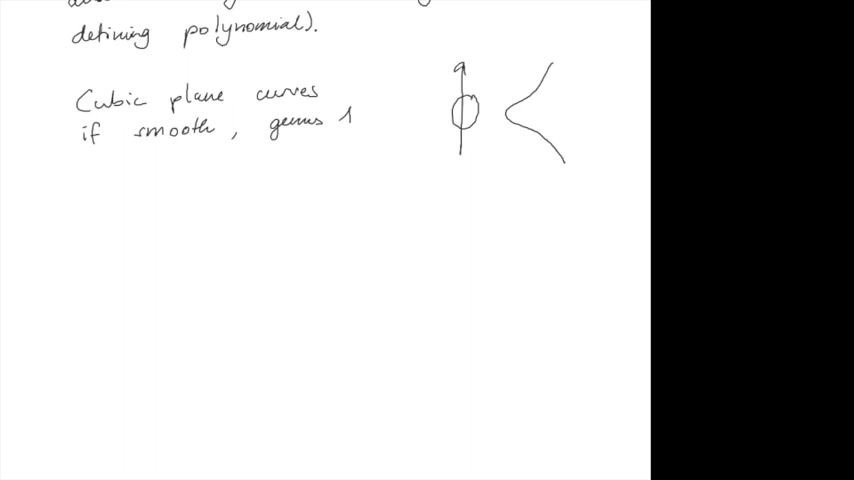 defining polynomial).
Cubic plane curves
if smooth, genus 1